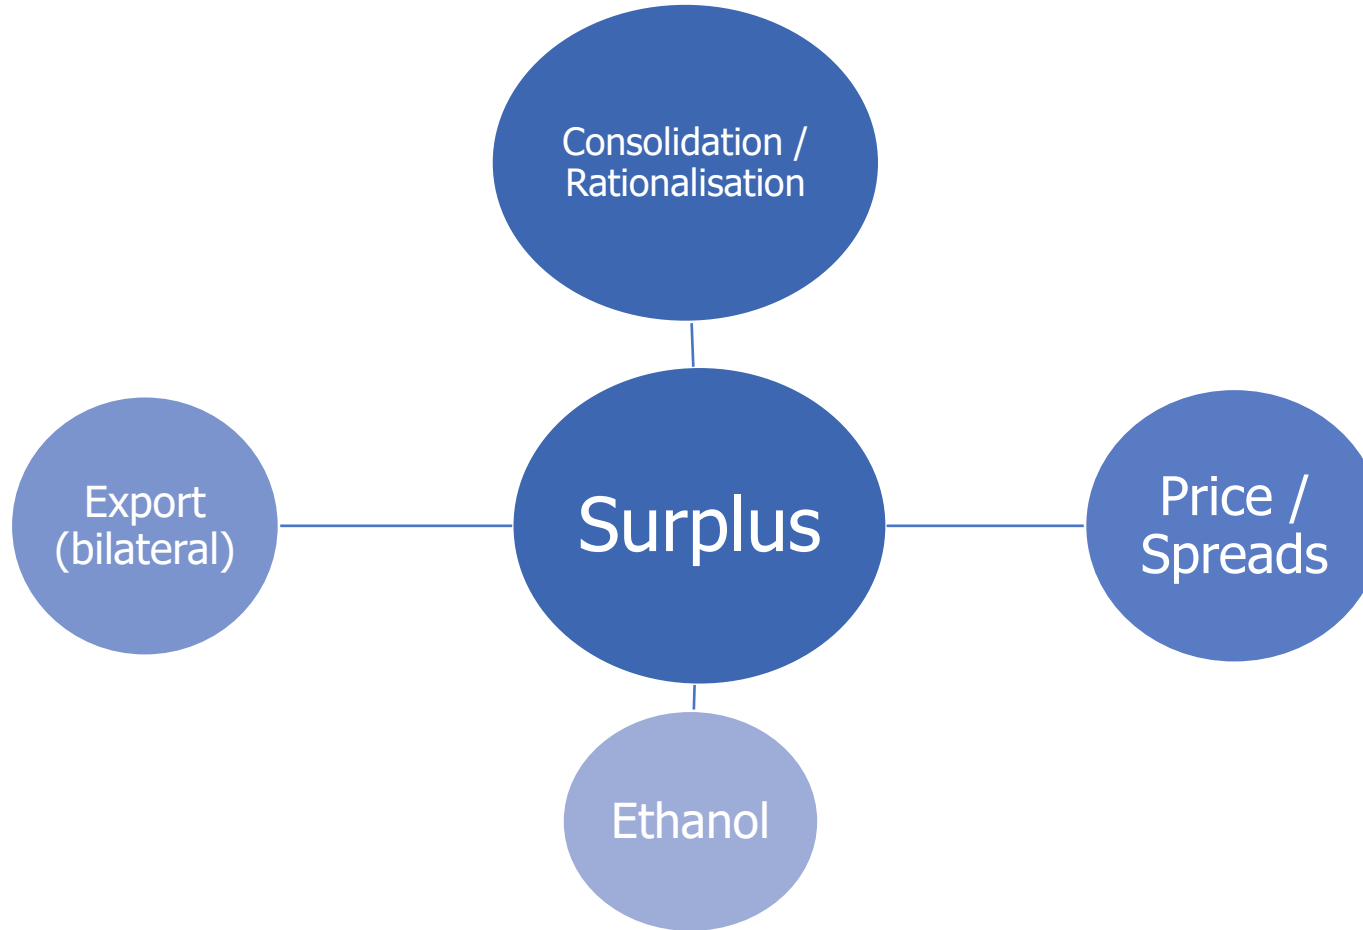 Consolidation /
Rationalisation
Export
(bilateral)
Surplus
Price /
Spreads
Ethanol